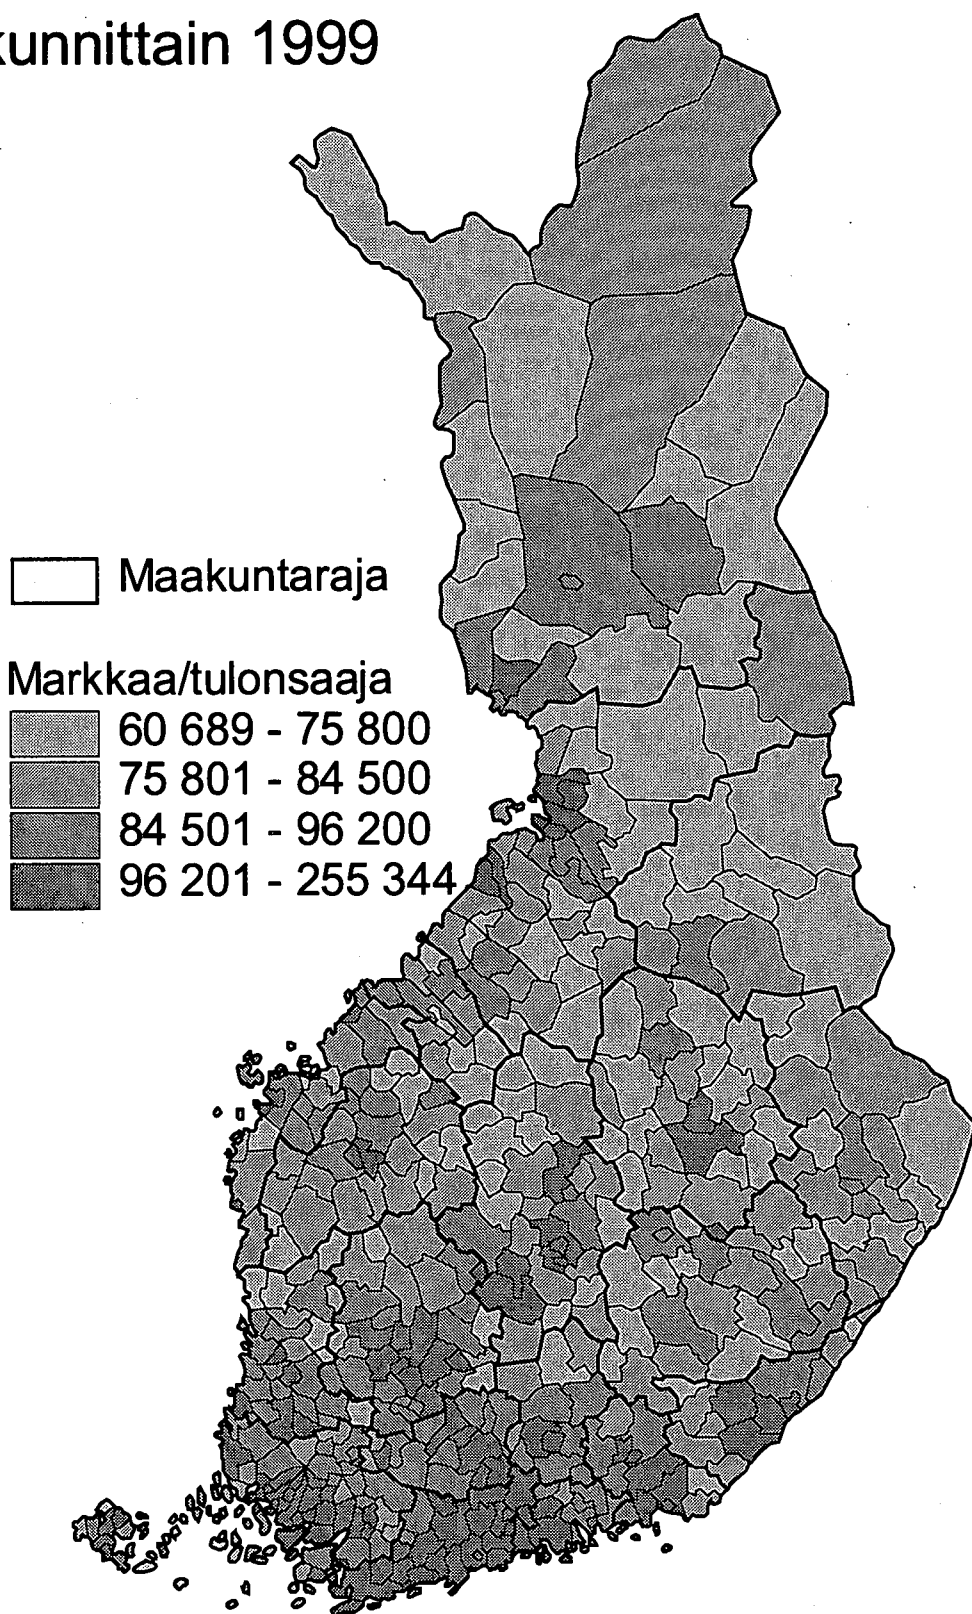 kunnittain 1999
Maakuntaraja
Markkaa/tulonsaaja
60 689 - 75 800
75 801 - 84 500
84 501 - 96 200
96 201 - 255 344